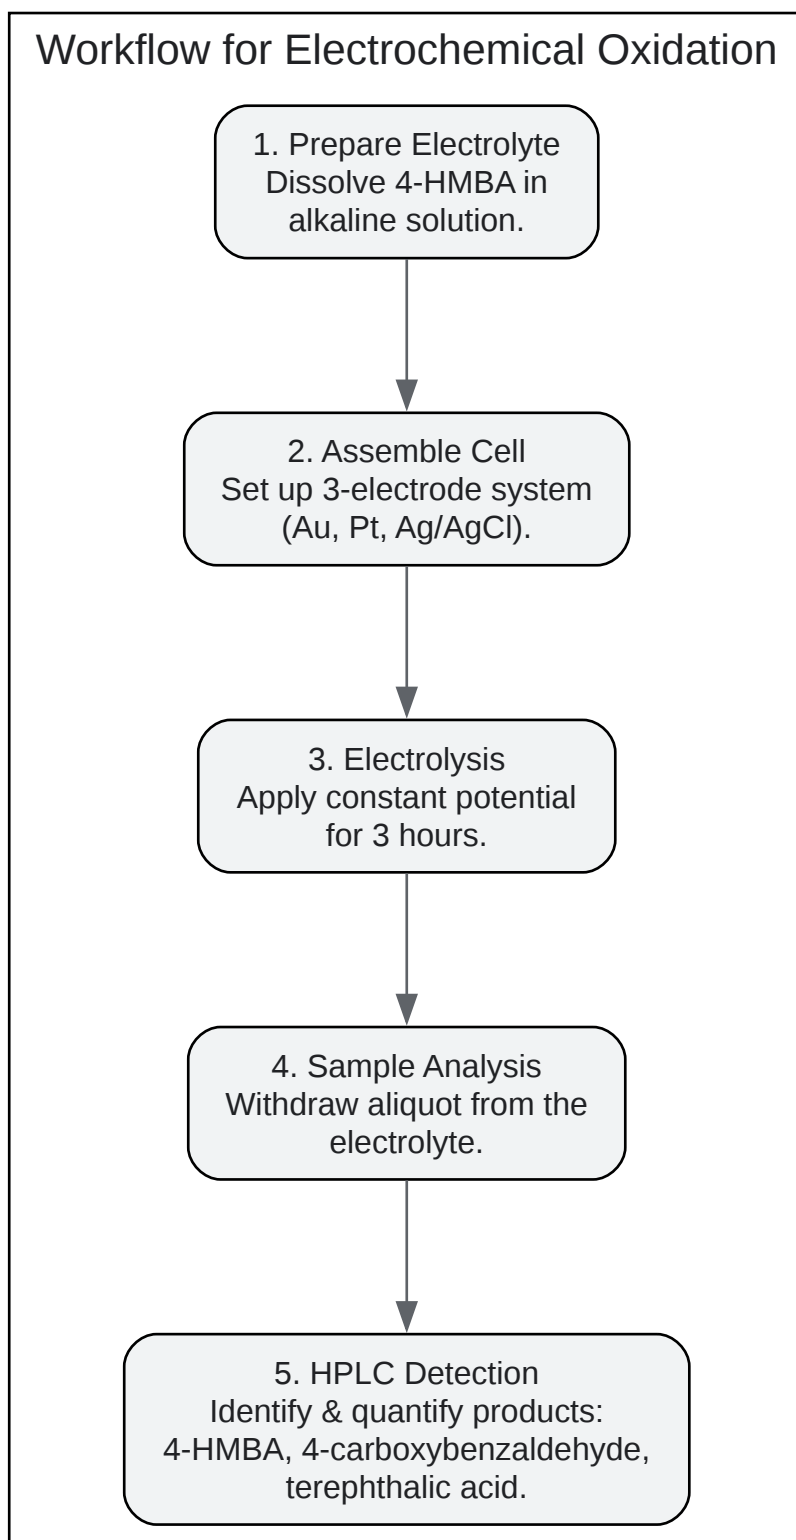 Workflow for Electrochemical Oxidation
1. Prepare Electrolyte
Dissolve 4-HMBA in
alkaline solution.
2. Assemble Cell
Set up 3-electrode system
(Au, Pt, Ag/AgCl).
3. Electrolysis
Apply constant potential
for 3 hours.
4. Sample Analysis
Withdraw aliquot from the
electrolyte.
5. HPLC Detection
Identify & quantify products:
4-HMBA, 4-carboxybenzaldehyde,
terephthalic acid.